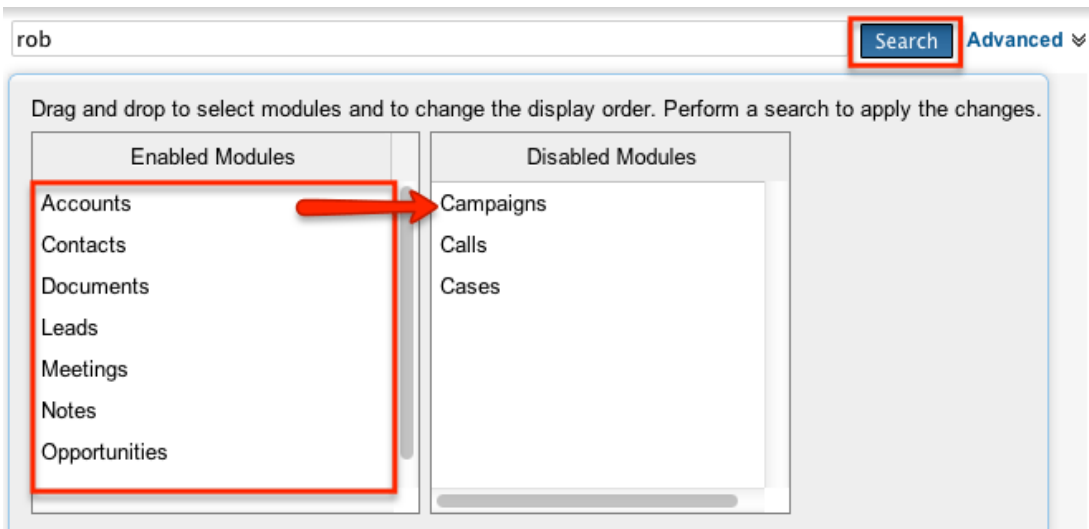 rob
Search
Advanced
Drag and drop to select modules and to change the display order. Perform a search to apply the changes.
Enabled Modules
Disabled Modules
Accounts
Campaigns
Contacts
Calls
Documents
Cases
Leads
Meetings
Notes
Opportunities